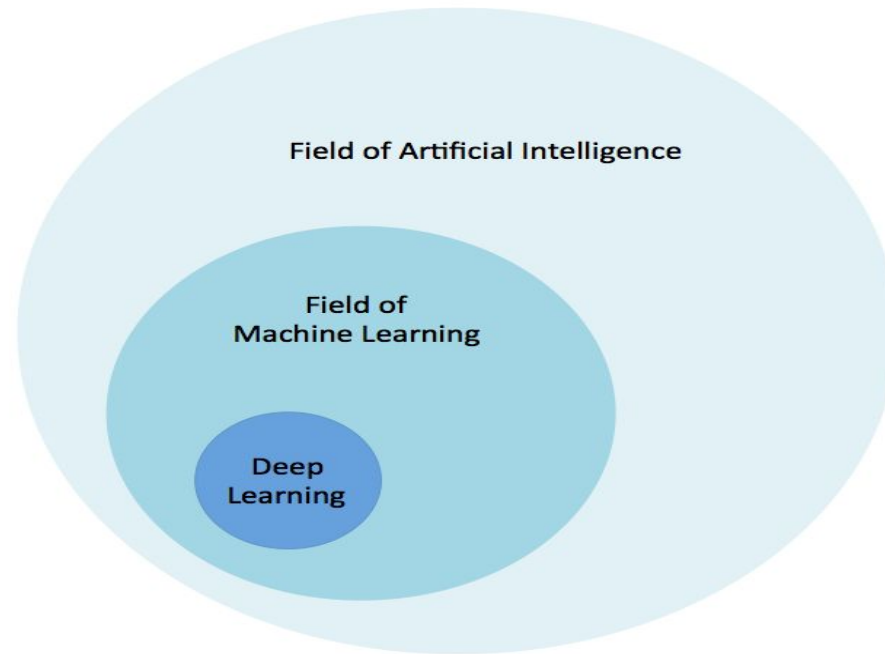 Field of Artificial Intelligence
Field of
Machine Learning
Deep
Learning